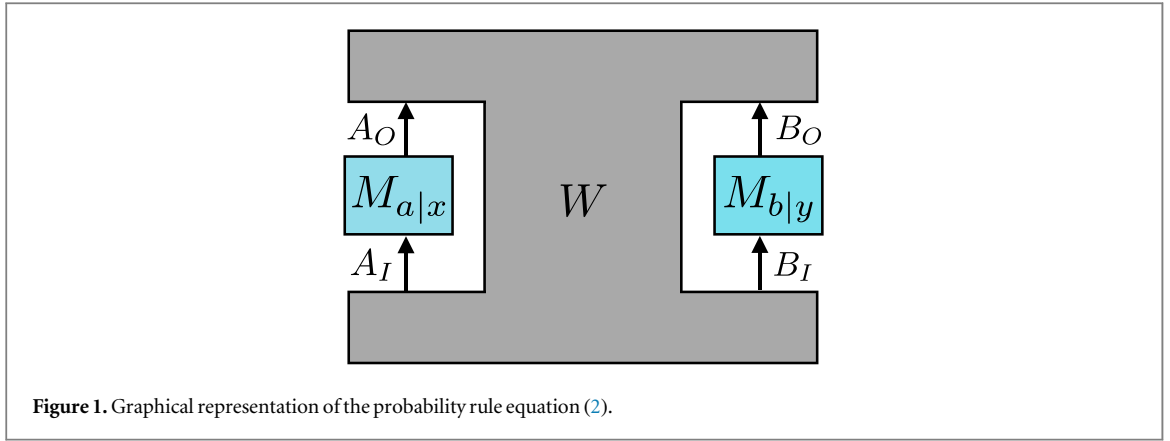 A_O
B_O
M_{a|x}
W
M_{b|y}
A_I
B_I
Figure 1. Graphical representation of the probability rule equation (2).